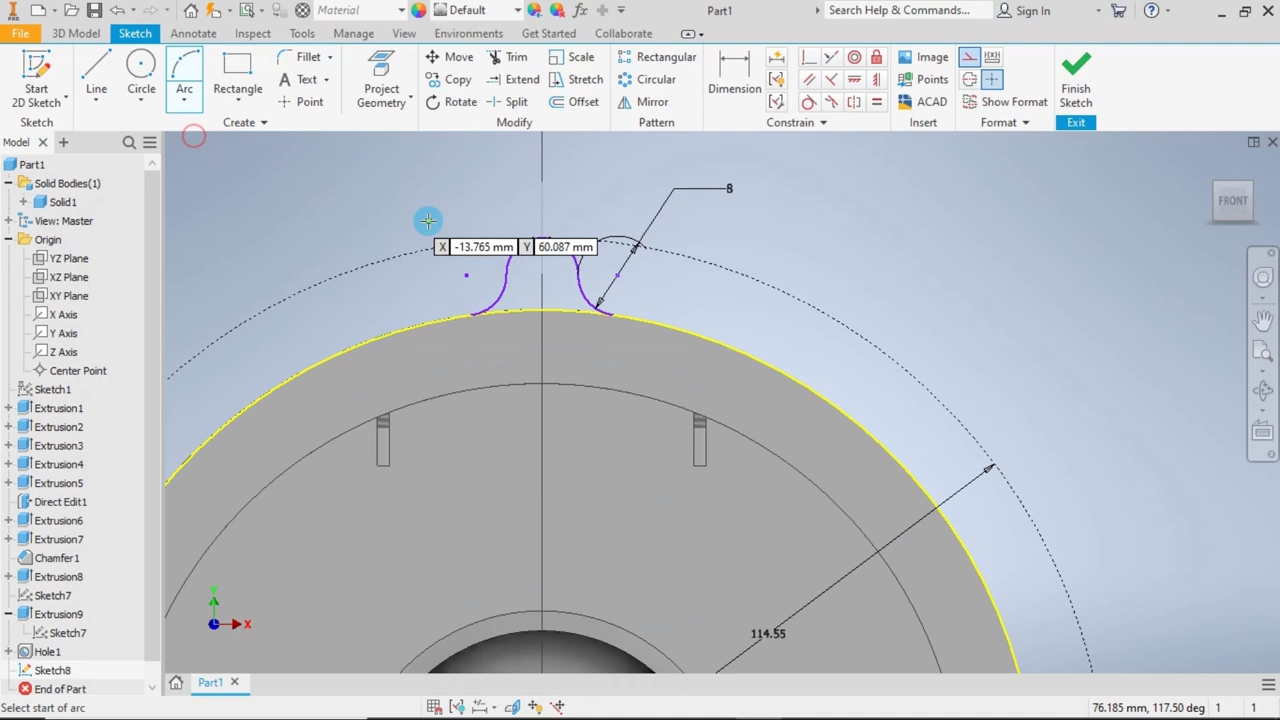 PRO
Material
Default
Part1
Search Help & Commands...
Sign In
File
3D Model
Sketch
Annotate
Inspect
Tools
Manage
View
Environments
Get Started
Collaborate
Start
2D Sketch
Line
Circle
Arc
Rectangle
Fillet
Text
Point
Project
Geometry
Move
Copy
Rotate
Trim
Extend
Split
Scale
Stretch
Offset
Rectangular
Circular
Mirror
Dimension
Image
Points
ACAD
Show Format
Finish
Sketch
Sketch
Create
Modify
Pattern
Constrain
Insert
Format
Exit
Model
Part1
Solid Bodies(1)
Solid1
View: Master
Origin
YZ Plane
XZ Plane
XY Plane
X Axis
Y Axis
Z Axis
Center Point
Sketch1
Extrusion1
Extrusion2
Extrusion3
Extrusion4
Extrusion5
Direct Edit1
Extrusion6
Extrusion7
Chamfer1
Extrusion8
Sketch7
Extrusion9
Sketch7
Hole1
Sketch8
End of Part
8
X -13.765 mm Y 60.087 mm
FRONT
114.55
Y
X
Part1
Select start of arc
76.185 mm, 117.50 deg 1 1